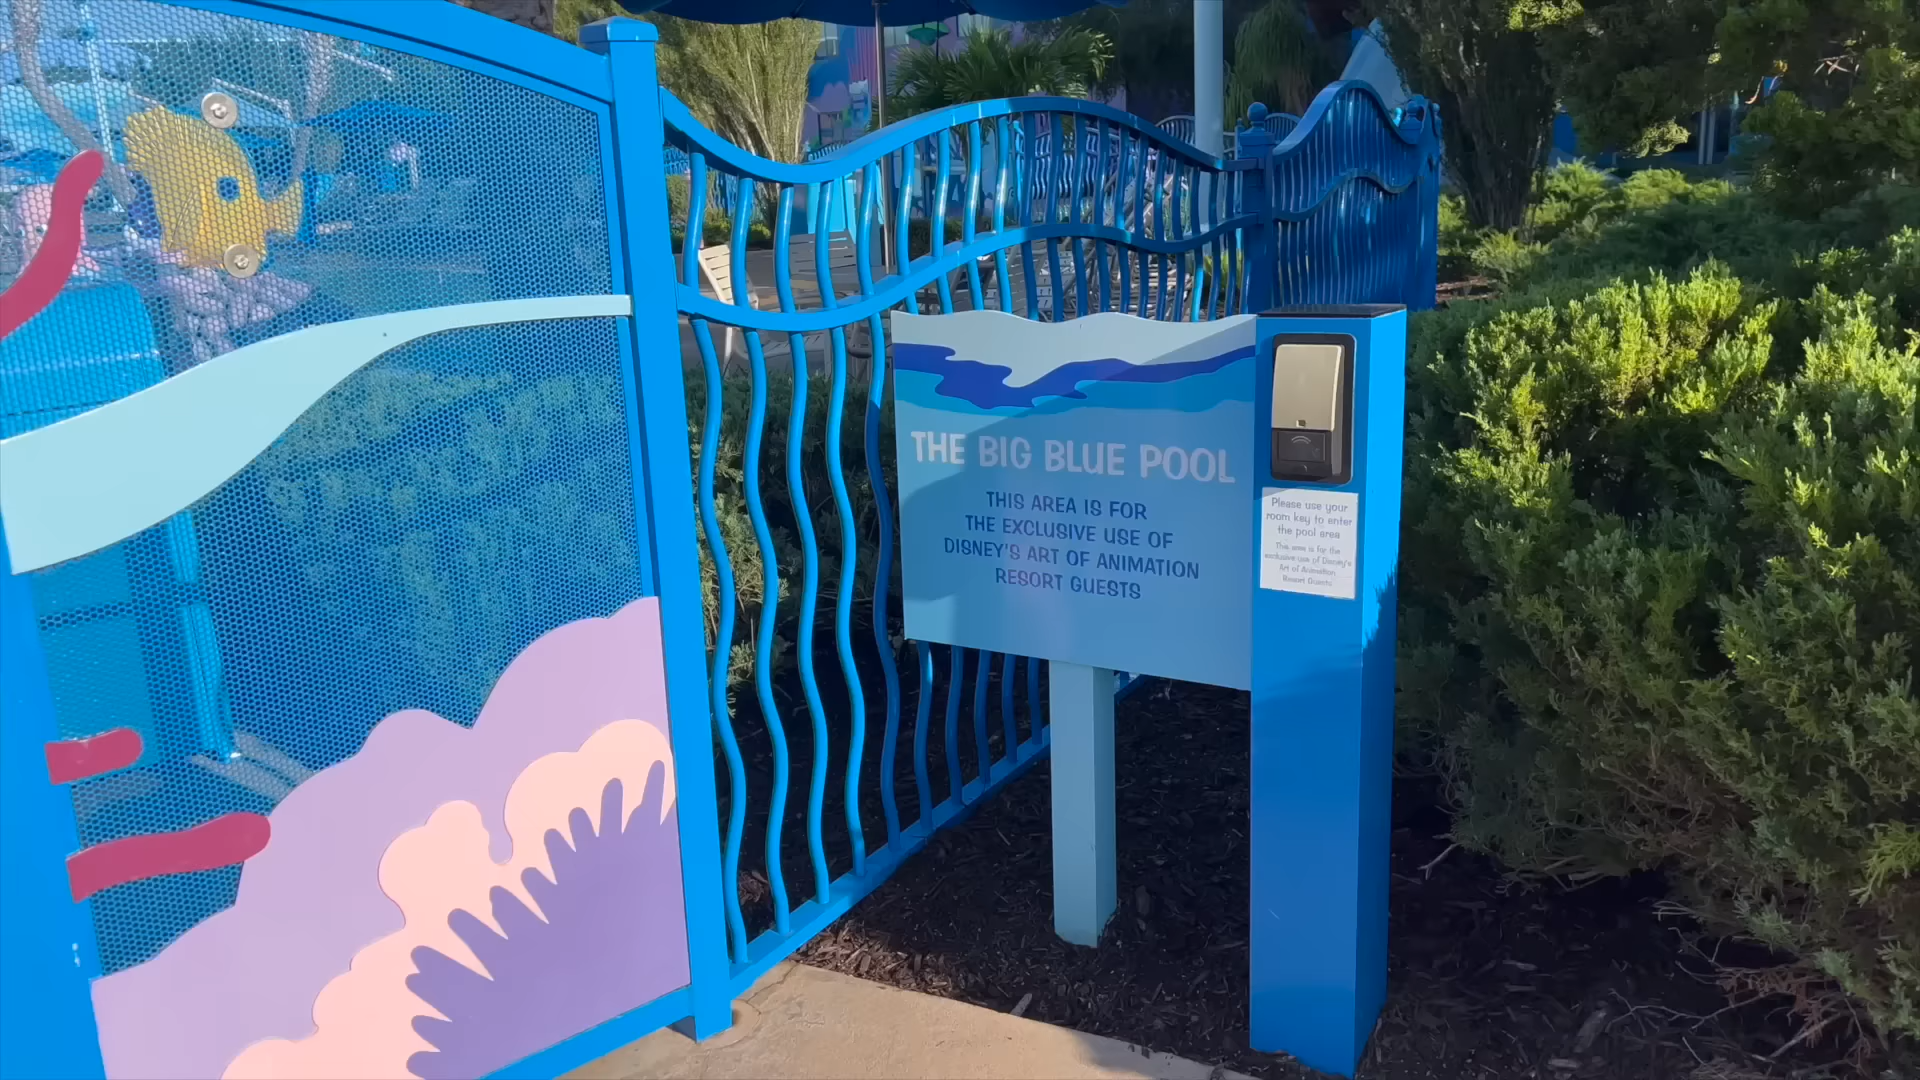 THE BIG BLUE POOL
THIS AREA IS FOR
THE EXCLUSIVE USE OF
DISNEY'S ART OF ANIMATION
RESORT GUESTS
Please use your
room key to enter
the pool area
This area is for the
exclusive use of Disney's
Art of Animation
Resort Guests